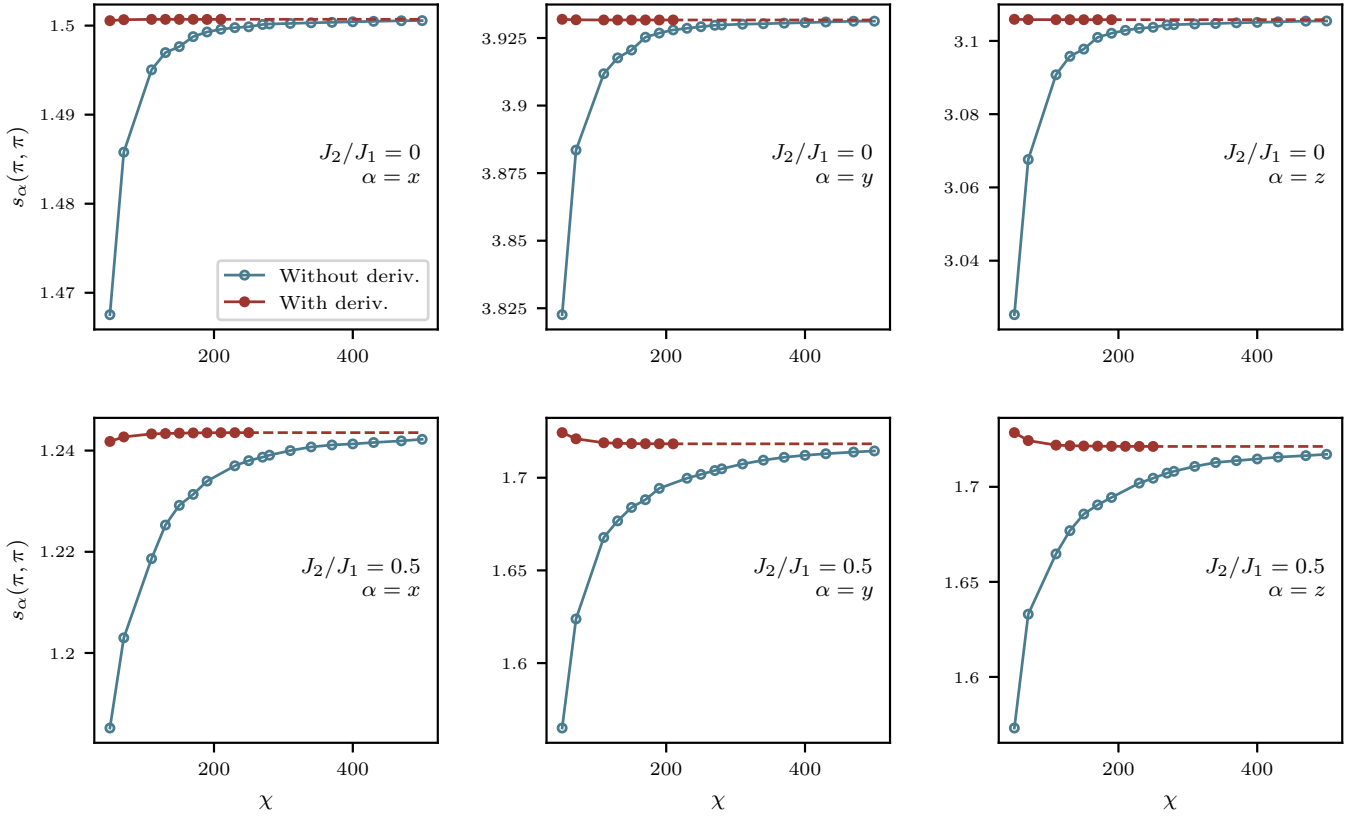 1.5
1.49
1.48
1.47
s_α(π, π)
J₂/J₁ = 0
α = x
Without deriv.
With deriv.
200
400
3.925
3.9
3.875
3.85
3.825
J₂/J₁ = 0
α = y
200
400
3.1
3.08
3.06
3.04
J₂/J₁ = 0
α = z
200
400
1.24
1.22
1.2
s_α(π, π)
J₂/J₁ = 0.5
α = x
200
400
χ
1.7
1.65
1.6
J₂/J₁ = 0.5
α = y
200
400
χ
1.7
1.65
1.6
J₂/J₁ = 0.5
α = z
200
400
χ